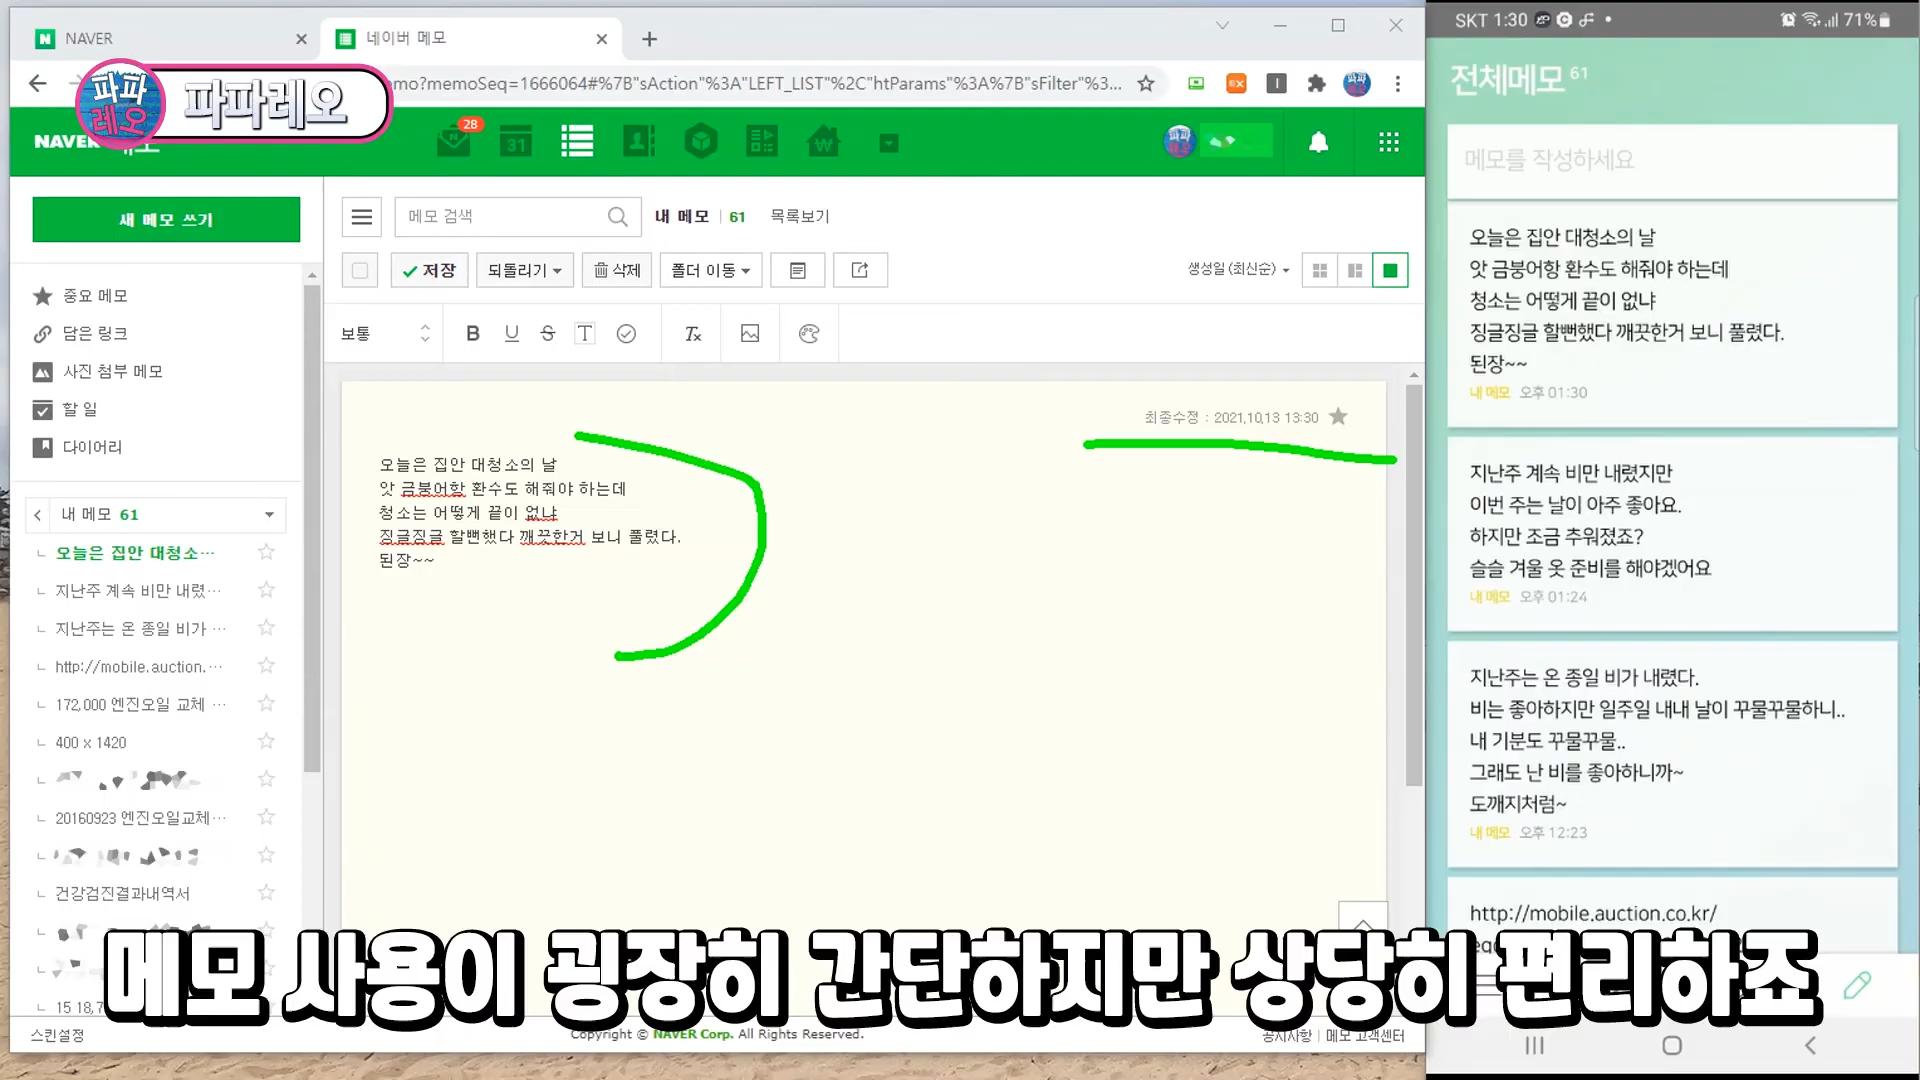 NAVER
네이버 메모
emo?memoSeq=1666064#%7B"sAction"%3A"LEFT_LIST"%2C"htParams"%3A%7B"sFilter"%3...
EX
파파레오
파파레오
NAVER 메모
28
31
새 메모 쓰기
중요 메모
담은 링크
사진 첨부 메모
할 일
다이어리
내 메모 61
오늘은 집안 대청소…
지난주 계속 비만 내렸…
지난주는 온 종일 비가 …
http://mobile.auction.…
172,000 엔진오일 교체 …
400 x 1420
20160923 엔진오일교체…
건강검진결과내역서
15 18,7
스킨설정
메모 검색
내 메모 61 목록보기
저장 되돌리기 삭제 폴더 이동
생성일 (최신순)
보통 B U S T Tx
최종수정 : 2021.10.13 13:30
오늘은 집안 대청소의 날
앗 금붕어항 환수도 해줘야 하는데
청소는 어떻게 끝이 없냐
징글징글 할뻔했다 깨끗한거 보니 풀렸다.
된장~~
Copyright © NAVER Corp. All Rights Reserved.
공지사항 | 메모 고객센터
SKT 1:30
71%
전체메모 61
메모를 작성하세요
오늘은 집안 대청소의 날
앗 금붕어항 환수도 해줘야 하는데
청소는 어떻게 끝이 없냐
징글징글 할뻔했다 깨끗한거 보니 풀렸다.
된장~~
내 메모 오후 01:30
지난주 계속 비만 내렸지만
이번 주는 날이 아주 좋아요.
하지만 조금 추워졌죠?
슬슬 겨울 옷 준비를 해야겠어요
내 메모 오후 01:24
지난주는 온 종일 비가 내렸다.
비는 좋아하지만 일주일 내내 날이 꾸물꾸물하니..
내 기분도 꾸물꾸물..
그래도 난 비를 좋아하니까~
도깨지처럼~
내 메모 오후 12:23
http://mobile.auction.co.kr/
메모 사용이 굉장히 간단하지만 상당히 편리하죠